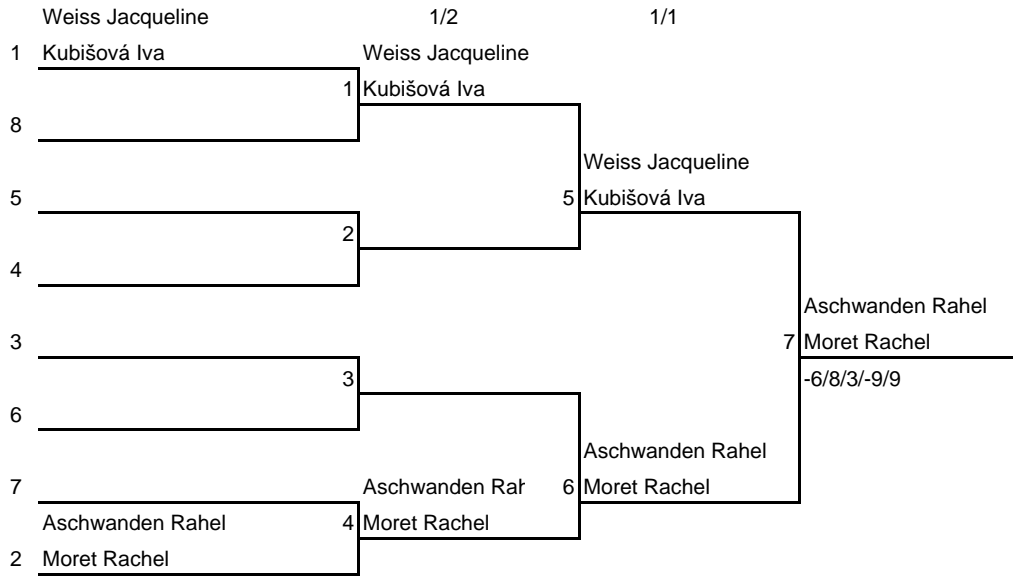 Weiss Jacqueline 1/2 1/1
1 Kubišová Iva Weiss Jacqueline
1 Kubišová Iva
8
Weiss Jacqueline
5 5 Kubišová Iva
2
4
Aschwanden Rahel
3 7 Moret Rachel
3 -6/8/3/-9/9
6
Aschwanden Rahel
7 Aschwanden Rah 6 Moret Rachel
Aschwanden Rahel 4 Moret Rachel
2 Moret Rachel